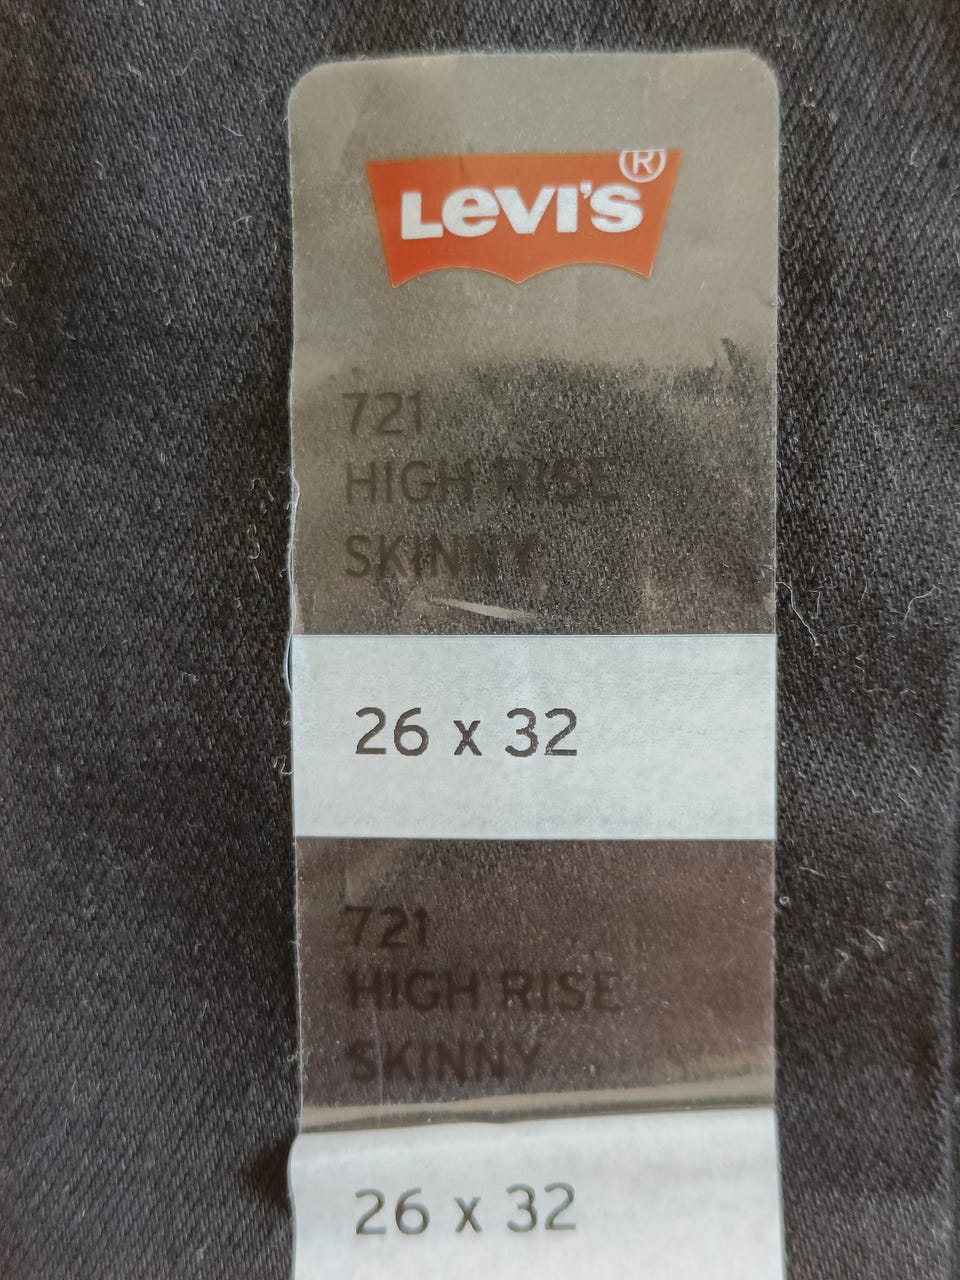 LEVI'S®
721
HIGH RISE
SKINNY
26 x 32
721
HIGH RISE
SKINNY
26 x 32